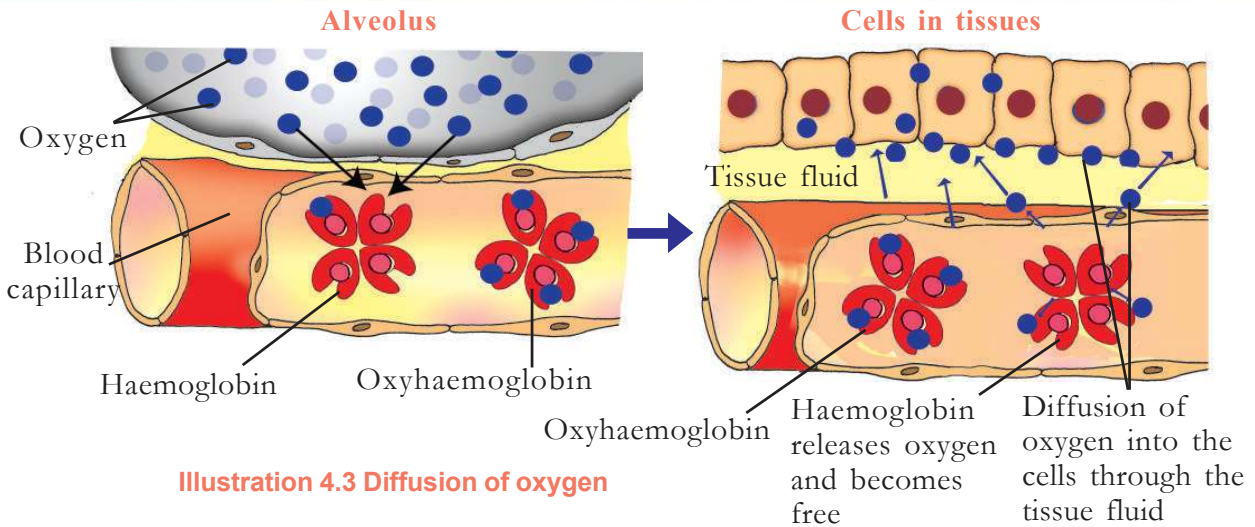 Alveolus
Oxygen
Blood
capillary
Haemoglobin
Oxyhaemoglobin
Cells in tissues
Tissue fluid
Oxyhaemoglobin
Haemoglobin
releases oxygen
and becomes
free
Diffusion of
oxygen into the
cells through the
tissue fluid
Illustration 4.3 Diffusion of oxygen